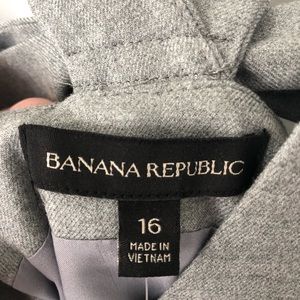 BANANA REPUBLIC
16
MADE IN
VIETNAM